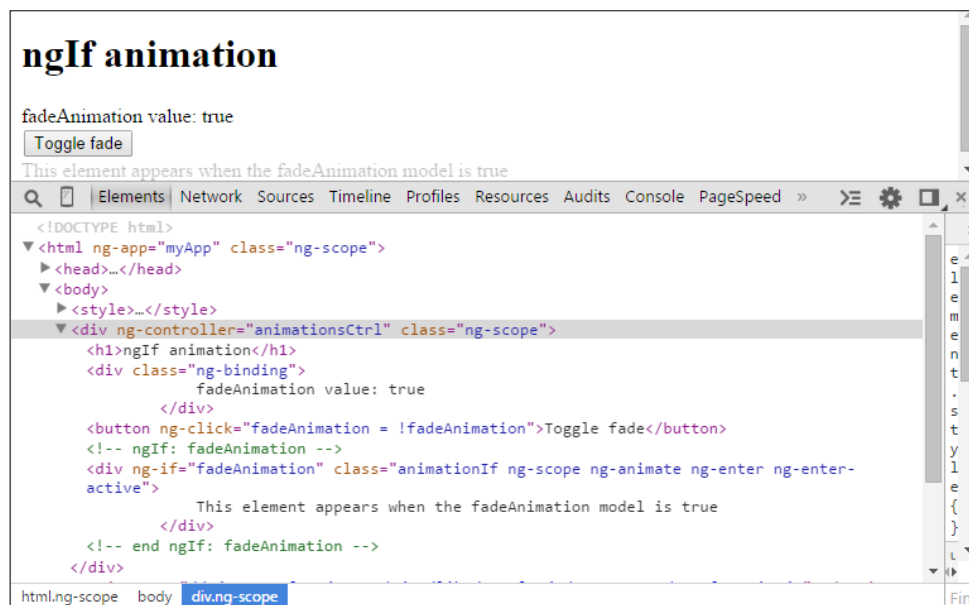 ngIf animation
fadeAnimation value: true
Toggle fade
This element appears when the fadeAnimation model is true
Elements Network Sources Timeline Profiles Resources Audits Console PageSpeed »
<!DOCTYPE html>
▼<html ng-app="myApp" class="ng-scope">
▶<head>…</head>
▼<body>
▶<style>…</style>
▼<div ng-controller="animationsCtrl" class="ng-scope">
<h1>ngIf animation</h1>
<div class="ng-binding">
fadeAnimation value: true
</div>
<button ng-click="fadeAnimation = !fadeAnimation">Toggle fade</button>
<!-- ngIf: fadeAnimation -->
<div ng-if="fadeAnimation" class="animationIf ng-scope ng-animate ng-enter ng-enter-
active">
This element appears when the fadeAnimation model is true
</div>
<!-- end ngIf: fadeAnimation -->
</div>
html.ng-scope body div.ng-scope
e
l
e
m
e
n
t
.
s
t
y
l
e
{
}
Fin